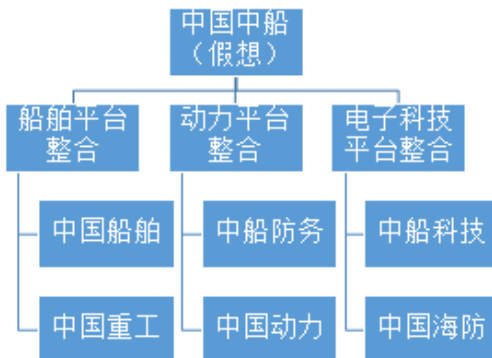 中国中船
（假想）
船舶平台
整合
动力平台
整合
电子科技
平台整合
中国船舶
中船防务
中船科技
中国重工
中国动力
中国海防